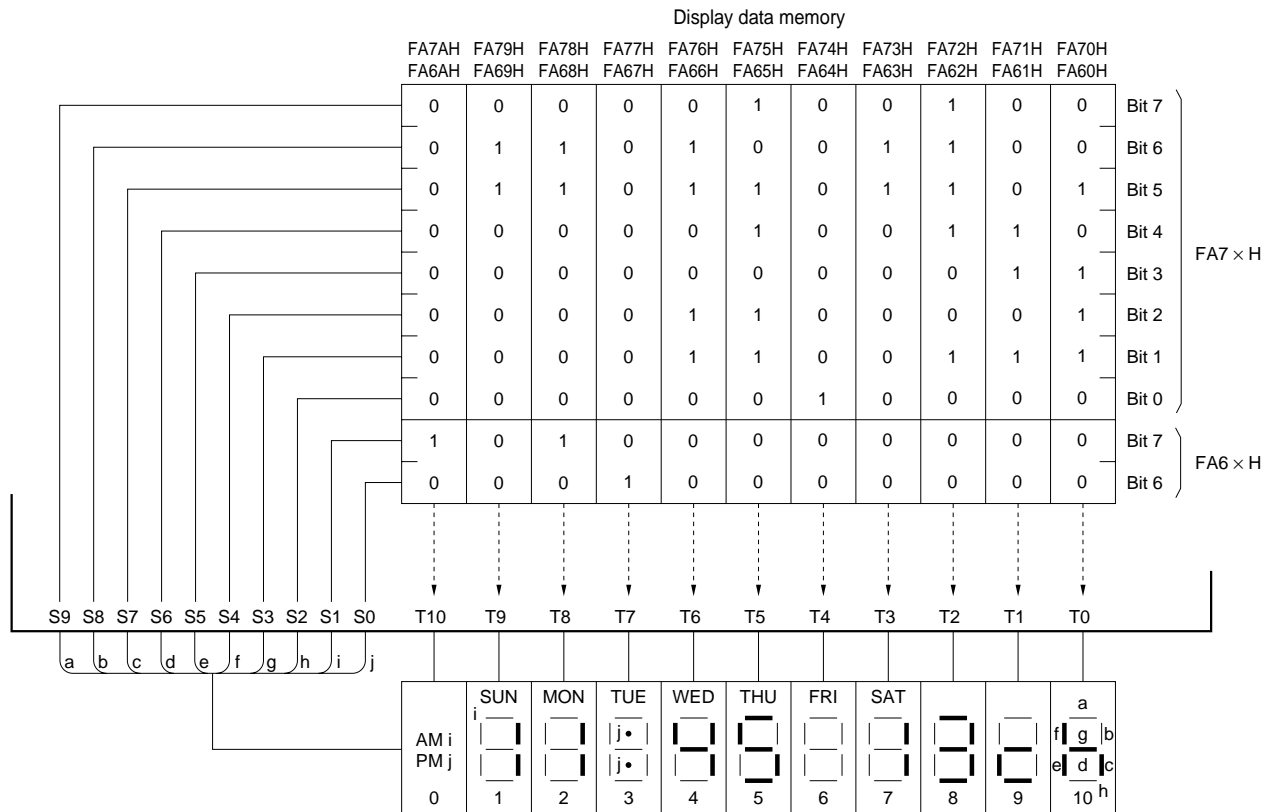 Display data memory
FA7AH FA79H FA78H FA77H FA76H FA75H FA74H FA73H FA72H FA71H FA70H
FA6AH FA69H FA68H FA67H FA66H FA65H FA64H FA63H FA62H FA61H FA60H
0 0 0 0 0 1 0 0 1 0 0 Bit 7
0 1 1 0 1 0 0 1 1 0 0 Bit 6
0 1 1 0 1 1 0 1 1 0 1 Bit 5
0 0 0 0 0 1 0 0 1 1 0 Bit 4
FA7 × H
0 0 0 0 0 0 0 0 0 1 1 Bit 3
0 0 0 0 1 1 0 0 0 0 1 Bit 2
0 0 0 0 1 1 0 0 1 1 1 Bit 1
0 0 0 0 0 0 1 0 0 0 0 Bit 0
1 0 1 0 0 0 0 0 0 0 0 Bit 7
FA6 × H
0 0 0 1 0 0 0 0 0 0 0 Bit 6
S9 S8 S7 S6 S5 S4 S3 S2 S1 S0 T10 T9 T8 T7 T6 T5 T4 T3 T2 T1 T0
a b c d e f g h i j
SUN MON TUE WED THU FRI SAT
a
i
j f g b
AM i
PM j
j e d c
h
0 1 2 3 4 5 6 7 8 9 10